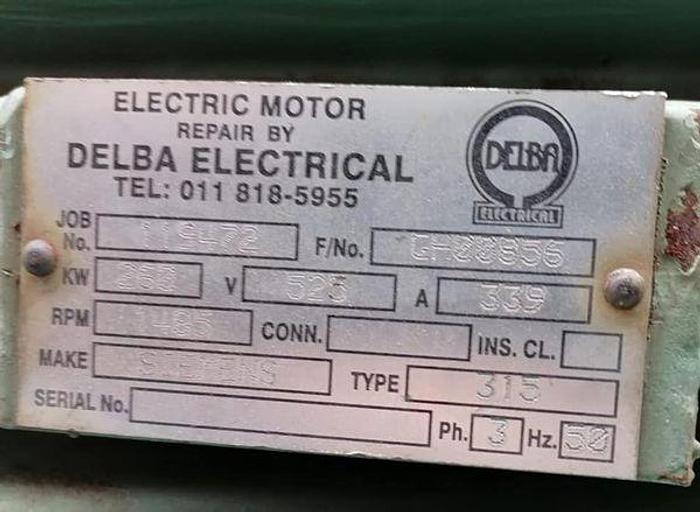 ELECTRIC MOTOR
REPAIR BY
DELBA ELECTRICAL
TEL: 011 818-5955
DELBA
ELECTRICAL
JOB No. 119472 F/No. GH00856
KW V 525 A 339
RPM 1485 CONN. INS. CL.
MAKE SIEMENS TYPE 315
SERIAL No. Ph. 3 Hz. 50